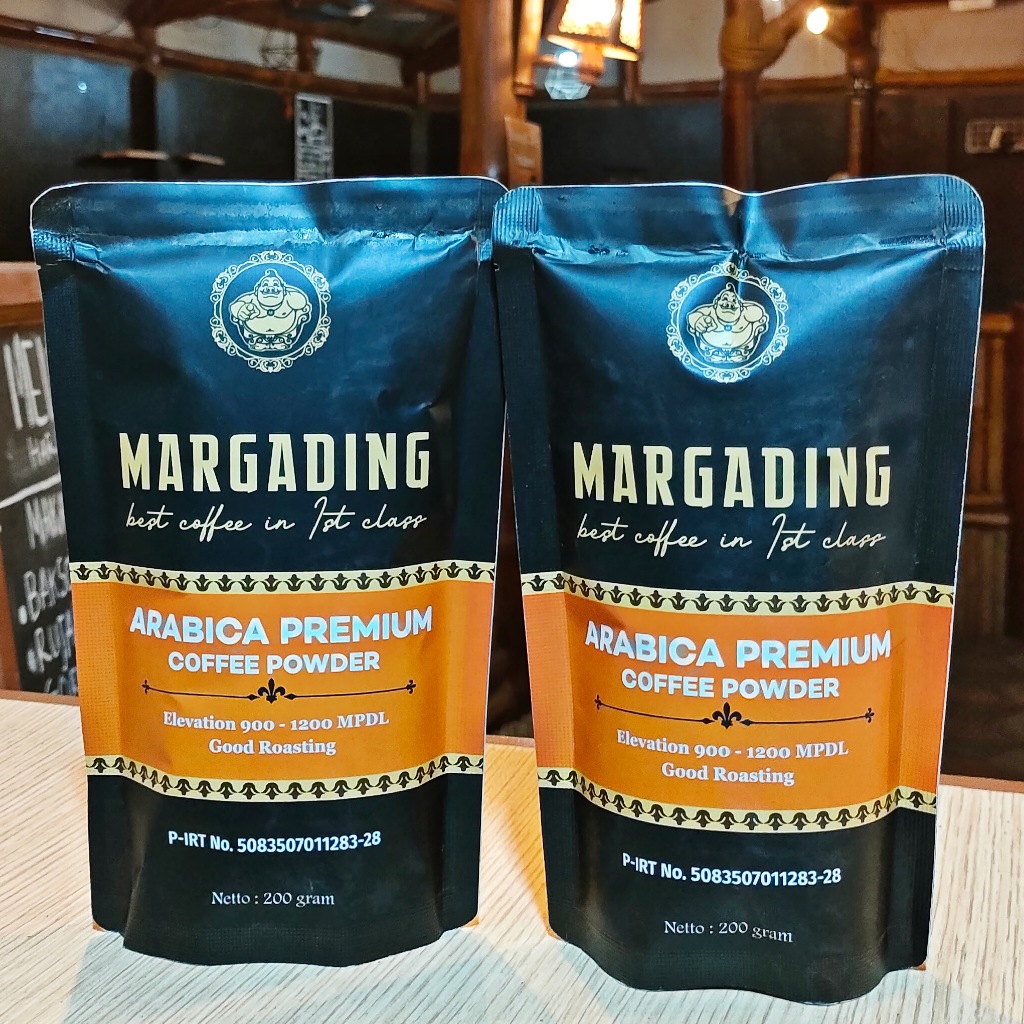 MARGADING
best coffee in 1st class
ARABICA PREMIUM
COFFEE POWDER
Elevation 900 - 1200 MPDL
Good Roasting
P-IRT No. 5083507011283-28
Netto : 200 gram
MARGADING
best coffee in 1st class
ARABICA PREMIUM
COFFEE POWDER
Elevation 900 - 1200 MPDL
Good Roasting
P-IRT No. 5083507011283-28
Netto : 200 gram